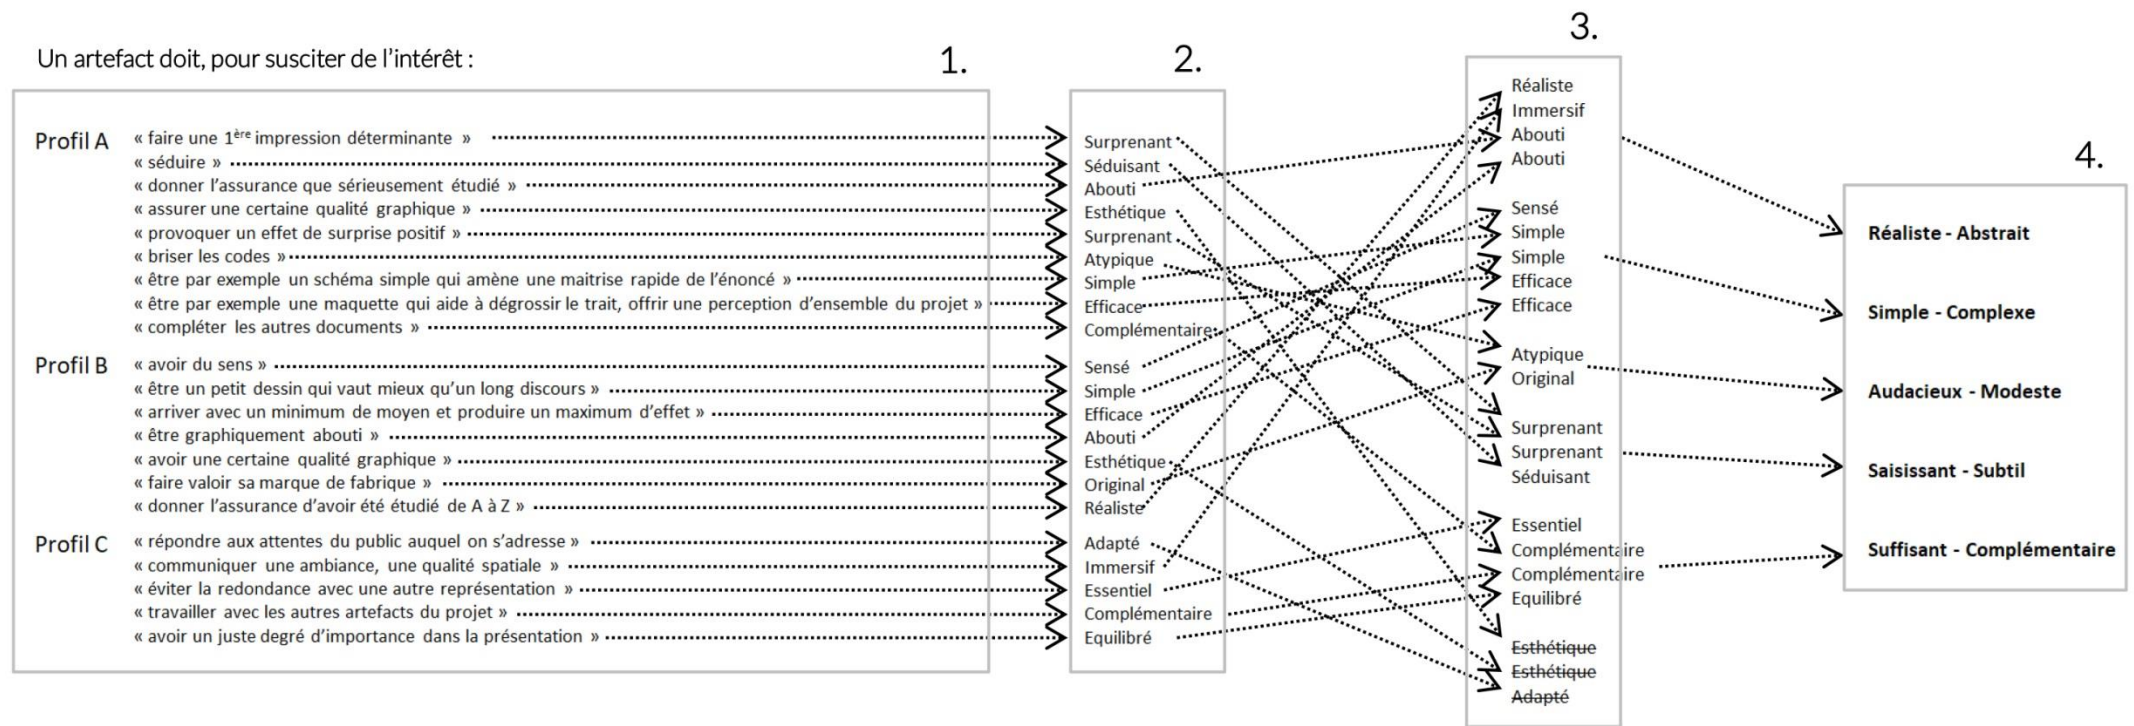 Un artefact doit, pour susciter de l'intérêt :
1.
2.
3.
4.
Profil A
« faire une 1ère impression déterminante »
« séduire »
« donner l'assurance que sérieusement étudié »
« assurer une certaine qualité graphique »
« provoquer un effet de surprise positif »
« briser les codes »
« être par exemple un schéma simple qui amène une maitrise rapide de l'énoncé »
« être par exemple une maquette qui aide à dégrossir le trait, offrir une perception d'ensemble du projet »
« compléter les autres documents »
Profil B
« avoir du sens »
« être un petit dessin qui vaut mieux qu'un long discours »
« arriver avec un minimum de moyen et produire un maximum d'effet »
« être graphiquement abouti »
« avoir une certaine qualité graphique »
« faire valoir sa marque de fabrique »
« donner l'assurance d'avoir été étudié de A à Z »
Profil C
« répondre aux attentes du public auquel on s'adresse »
« communiquer une ambiance, une qualité spatiale »
« éviter la redondance avec une autre représentation »
« travailler avec les autres artefacts du projet »
« avoir un juste degré d'importance dans la présentation »
Surprenant
Séduisant
Abouti
Esthétique
Surprenant
Atypique
Simple
Efficace
Complémentaire
Sensé
Simple
Efficace
Abouti
Esthétique
Original
Réaliste
Adapté
Immersif
Essentiel
Complémentaire
Equilibré
Réaliste
Immersif
Abouti
Abouti
Sensé
Simple
Simple
Efficace
Efficace
Atypique
Original
Surprenant
Surprenant
Séduisant
Essentiel
Complémentaire
Complémentaire
Equilibré
Esthétique
Esthétique
Adapté
Réaliste - Abstrait
Simple - Complexe
Audacieux - Modeste
Saisissant - Subtil
Suffisant - Complémentaire